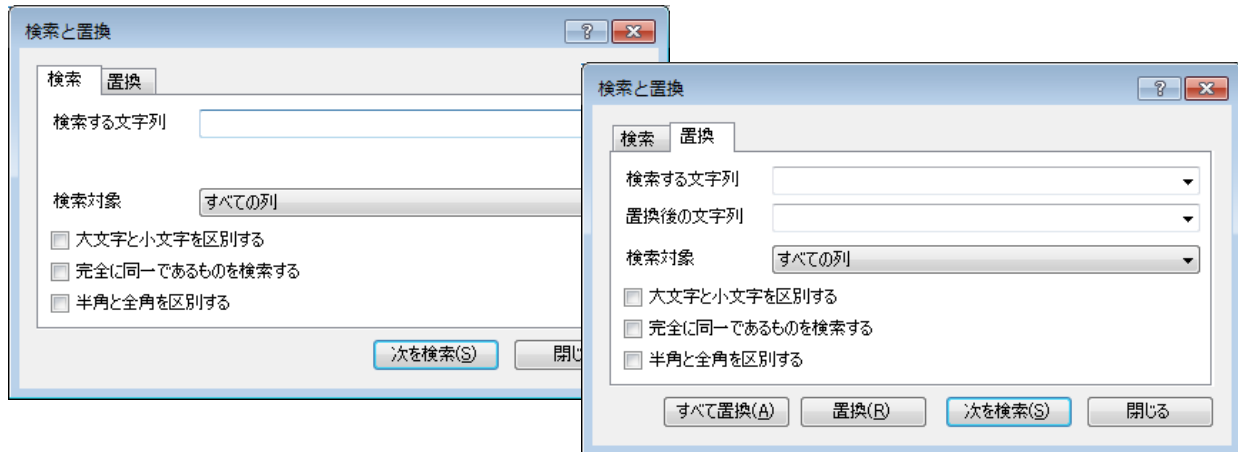 検索と置換
検索 置換
検索する文字列
検索対象 すべての列
大文字と小文字を区別する
完全に同一であるものを検索する
半角と全角を区別する
次を検索(S) 閉じ
検索と置換
検索 置換
検索する文字列
置換後の文字列
検索対象 すべての列
大文字と小文字を区別する
完全に同一であるものを検索する
半角と全角を区別する
すべて置換(A) 置換(R) 次を検索(S) 閉じる